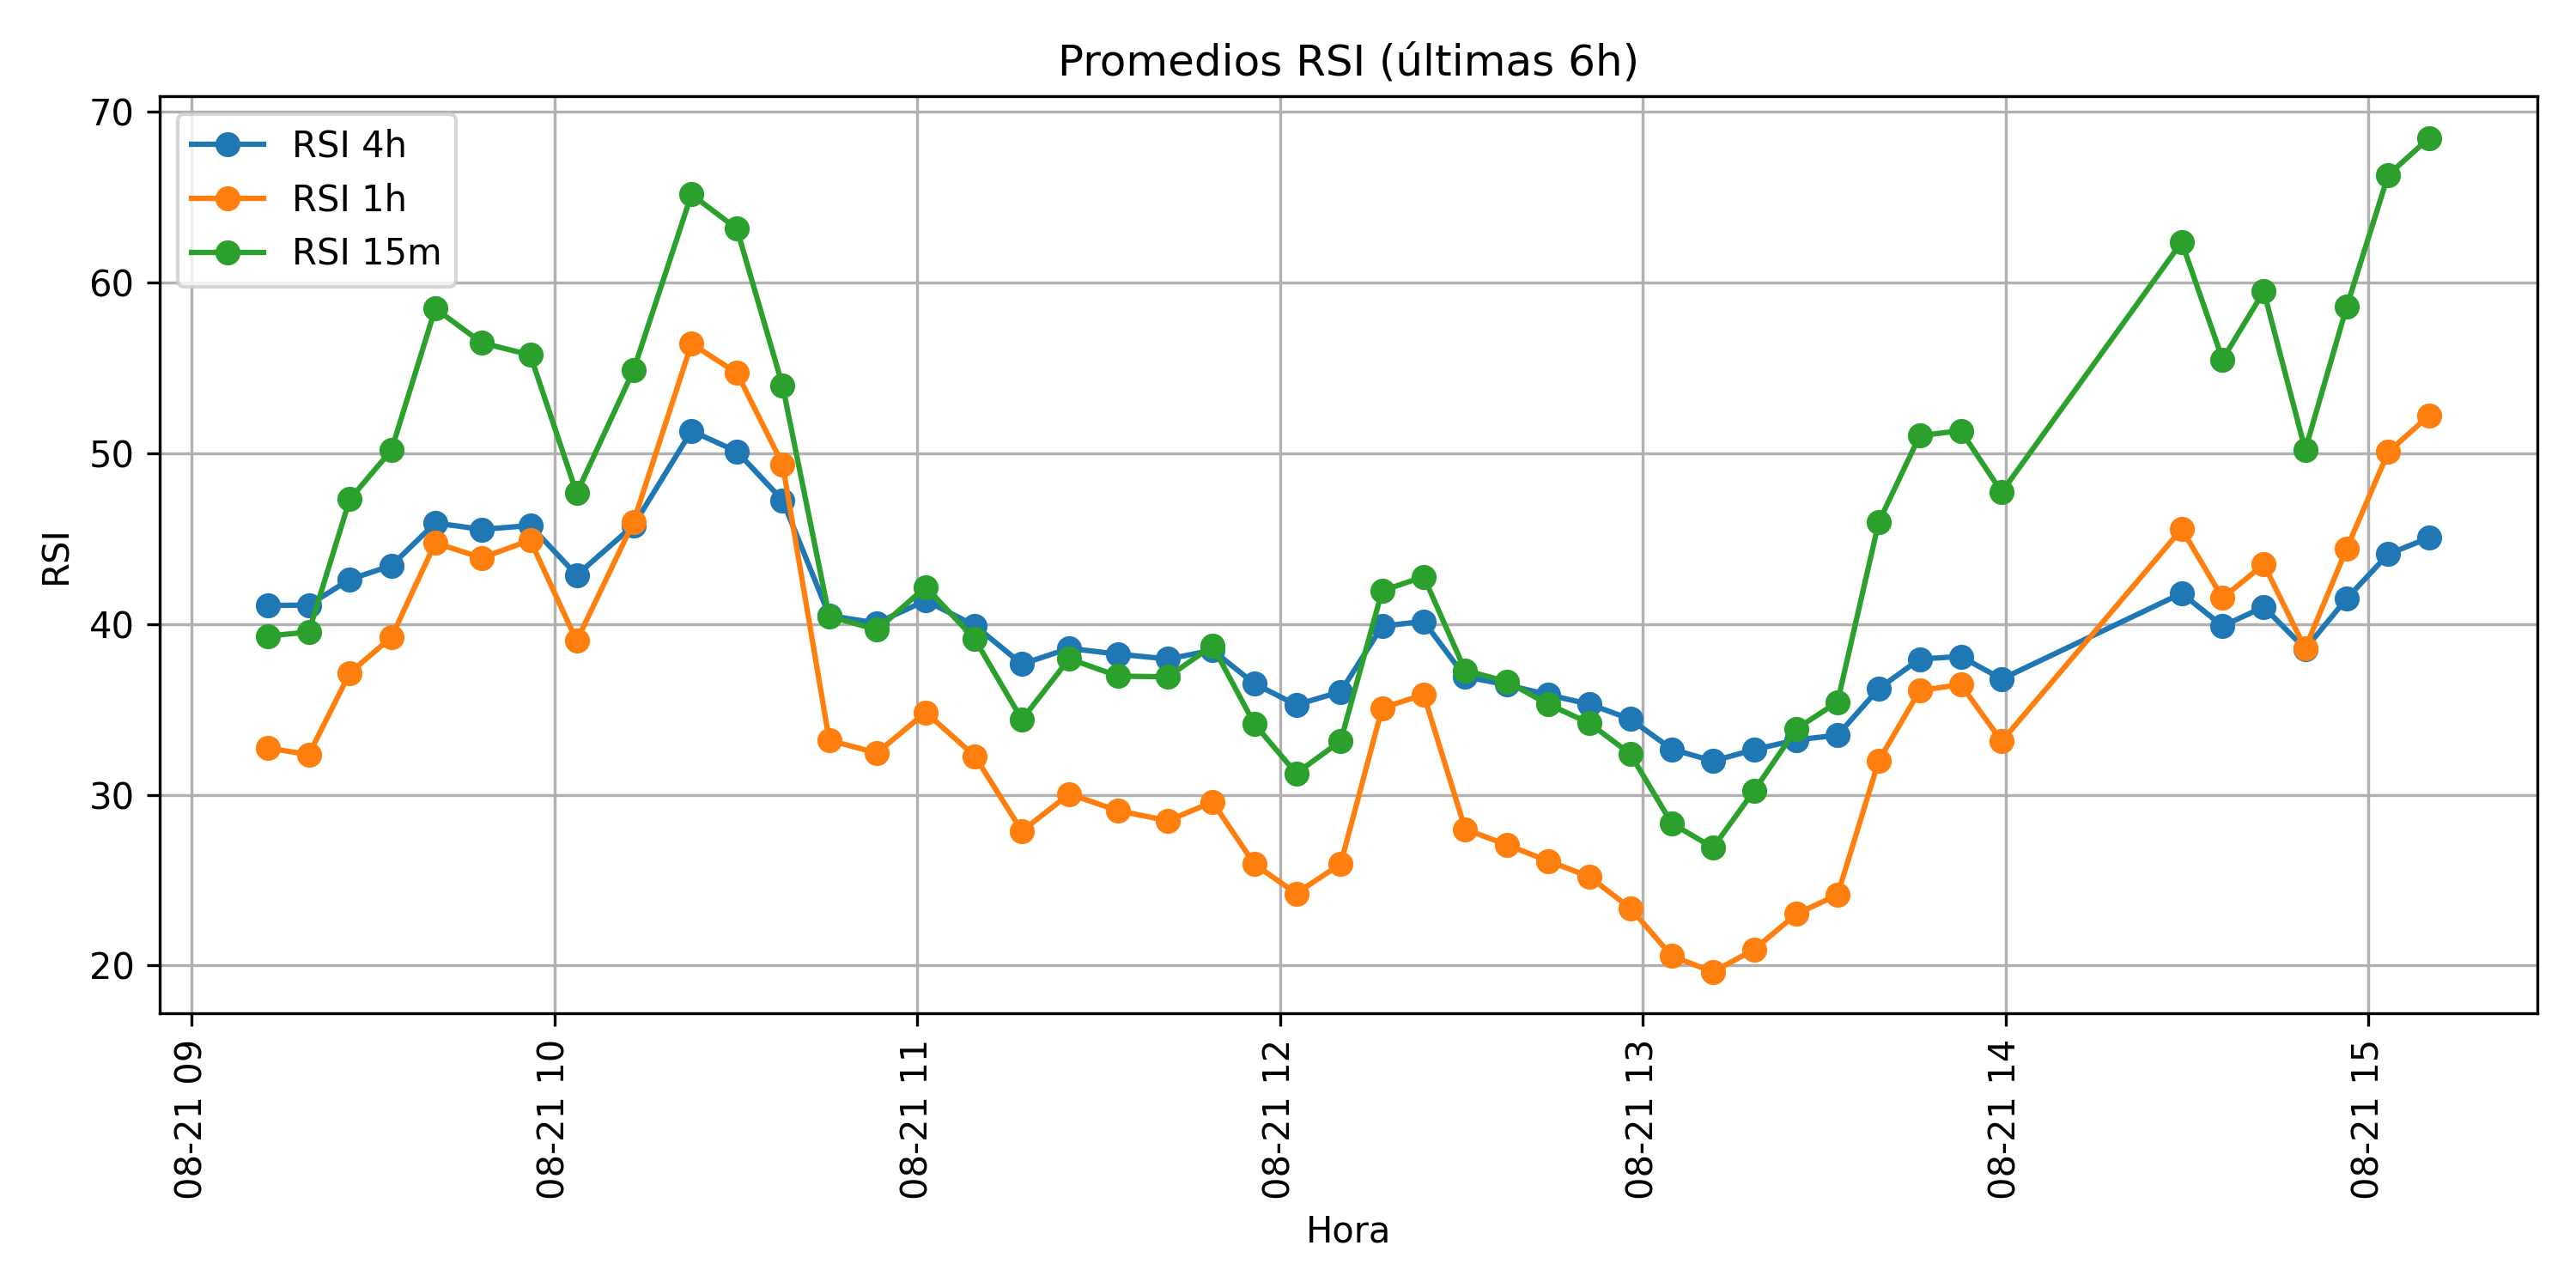 Promedios RSI (últimas 6h)
RSI 4h
RSI 1h
RSI 15m
RSI
70
60
50
40
30
20
08-21 09
08-21 10
08-21 11
08-21 12
08-21 13
08-21 14
08-21 15
Hora